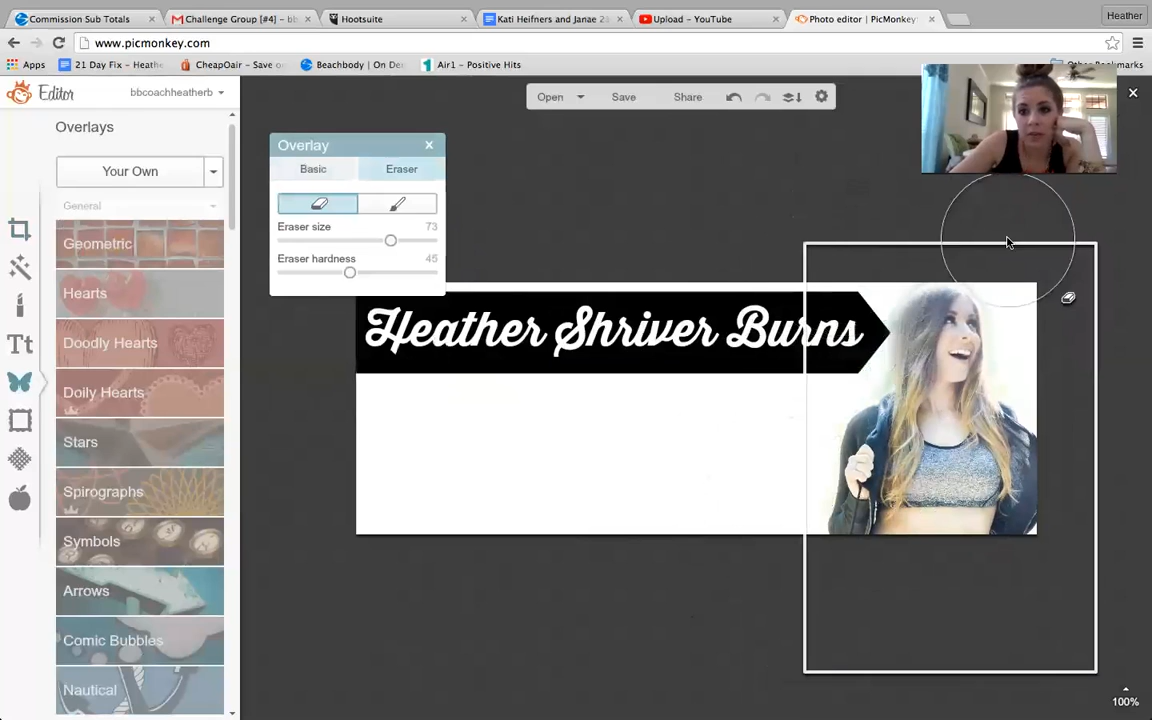 Commission Sub Totals
Challenge Group [#4] - bb
Hootsuite
Kati Heifners and Janae 2
Upload - YouTube
Photo editor | PicMonkey
Heather
www.picmonkey.com
Apps
21 Day Fix - Heathe
CheapOair - Save o
Beachbody | On De
Air1 - Positive Hits
Other Bookmarks
Editor
bbcoachheatherb
Open
Save
Share
Overlays
Your Own
General
Geometric
Hearts
Doodly Hearts
Doily Hearts
Stars
Spirographs
Symbols
Arrows
Comic Bubbles
Nautical
Overlay
Basic
Eraser
Eraser size 73
Eraser hardness 45
Heather Shriver Burns
100%